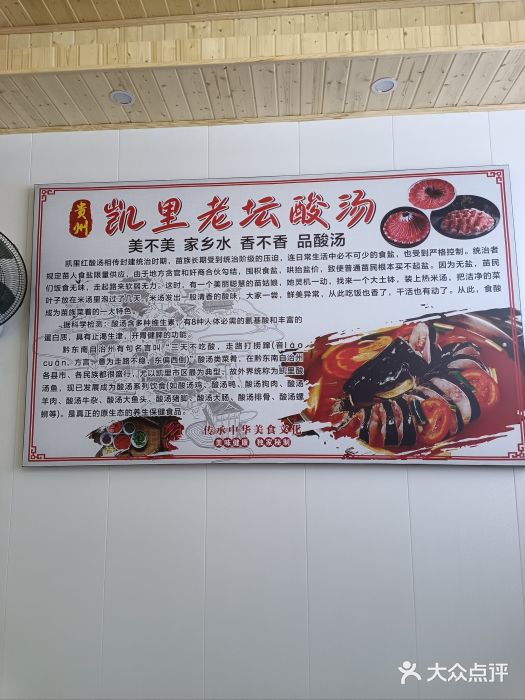 贵州
凯里老坛酸汤
美不美 家乡水 香不香 品酸汤
凯里红酸汤相传封建统治时期，苗族长期受到统治阶级的压迫，连日常生活中必不可少的食盐，也受到严格控制。统治者
规定苗人食盐限量供应，由于地方贪官和奸商合伙勾结，囤积食盐、哄抬盐价，致使普通苗民根本买不起盐。因为无盐，苗民
们饭食无味，走起路来软弱无力。这时，有一个美丽聪慧的苗姑娘，她灵机一动，找来一个大土钵，装上热米汤，把洁净的菜
叶子放在米汤里泡过了几天，米汤发出一股清香的酸味，大家一尝，鲜美异常，从此吃饭也香了，干活也有动了。从此，食酸
成为苗族菜肴的一大特色。
据科学检测：酸汤含多种维生素，有8种人体必需的氨基酸和丰富的
蛋白质，具有止渴生津、开胃健脾的功能。
黔东南自治州有句名言叫"三天不吃酸，走路打捞蹿(音lāo
cuān，方言，意为走路不稳，东偏西倒)"。酸汤类菜肴，在黔东南自治州
各县市、各民族都很盛行，尤以凯里市区最为典型，故外界统称为凯里酸
汤鱼，现已发展成为酸汤系列饮食(如酸汤鸡、酸汤鸭、酸汤狗肉、酸汤
羊肉、酸汤牛杂、酸汤大鱼头、酸汤猪脚、酸汤大肠、酸汤排骨、酸汤螺
蛳等)。是真正的原生态的养生保健食品。
传承中华美食文化
美味健康 独家秘制
大众点评